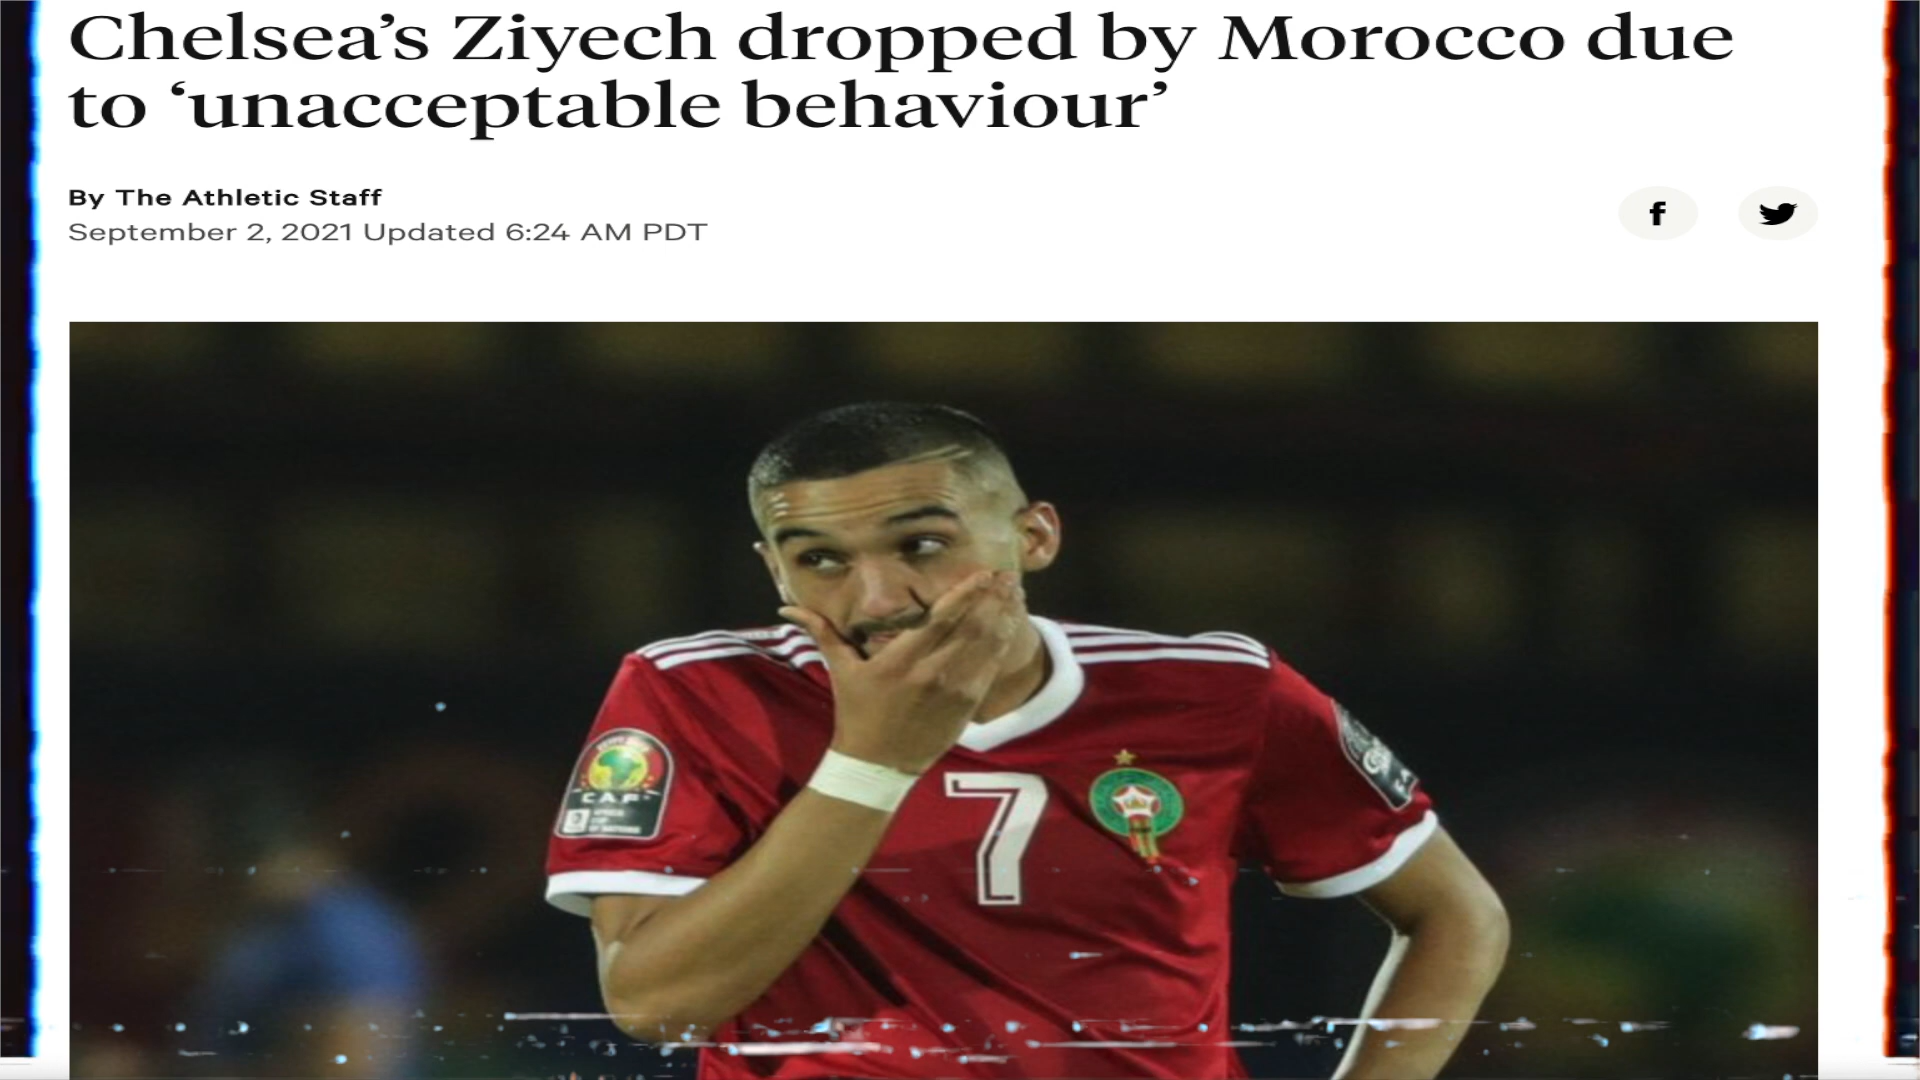 Chelsea’s Ziyech dropped by Morocco due
to ‘unacceptable behaviour’
By The Athletic Staff
September 2, 2021 Updated 6:24 AM PDT
f
CAF
7